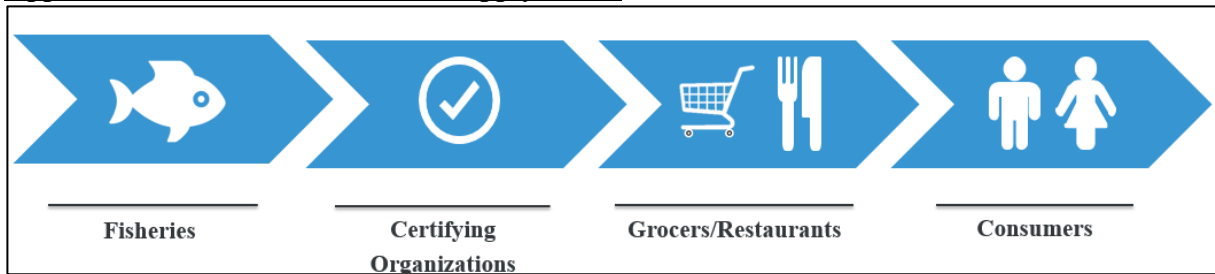 Fisheries
Certifying
Organizations
Grocers/Restaurants
Consumers